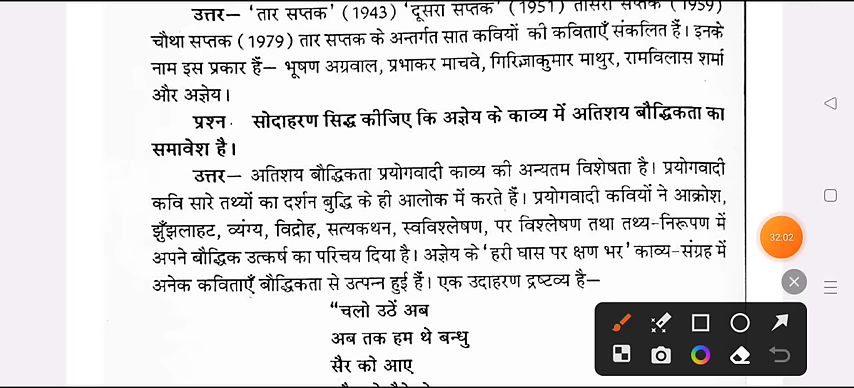 उत्तर— 'तार सप्तक' (1943) 'दूसरा सप्तक' (1951) तीसरा सप्तक (1959)
चौथा सप्तक (1979) तार सप्तक के अन्तर्गत सात कवियों की कविताएँ संकलित हैं। इनके
नाम इस प्रकार हैं— भूषण अग्रवाल, प्रभाकर माचवे, गिरिजाकुमार माथुर, रामविलास शर्मा
और अज्ञेय।
प्रश्न. सोदाहरण सिद्ध कीजिए कि अज्ञेय के काव्य में अतिशय बौद्धिकता का
समावेश है।
उत्तर— अतिशय बौद्धिकता प्रयोगवादी काव्य की अन्यतम विशेषता है। प्रयोगवादी
कवि सारे तथ्यों का दर्शन बुद्धि के ही आलोक में करते हैं। प्रयोगवादी कवियों ने आक्रोश,
झुँझलाहट, व्यंग्य, विद्रोह, सत्यकथन, स्वविश्लेषण, पर विश्लेषण तथा तथ्य-निरूपण में
अपने बौद्धिक उत्कर्ष का परिचय दिया है। अज्ञेय के 'हरी घास पर क्षण भर' काव्य-संग्रह में
अनेक कविताएँ बौद्धिकता से उत्पन्न हुई हैं। एक उदाहरण द्रष्टव्य है—
"चलो उठें अब
अब तक हम थे बन्धु
सैर को आए
32:02